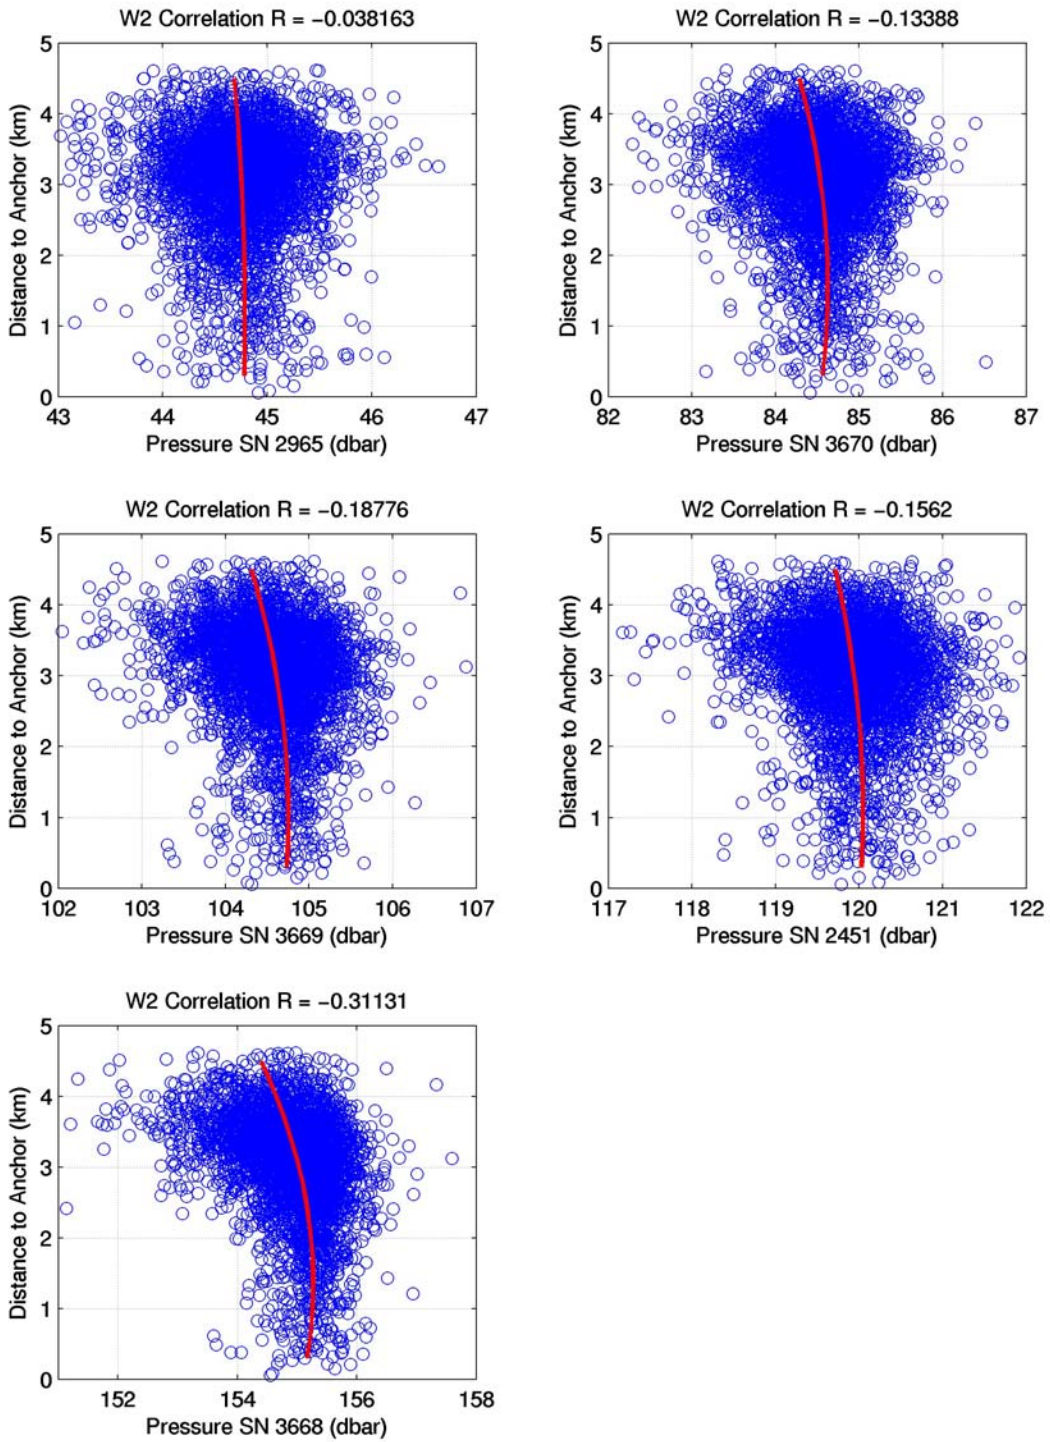 W2 Correlation R = −0.038163
5
4
3
2
1
0
Distance to Anchor (km)
43 44 45 46 47
Pressure SN 2965 (dbar)
W2 Correlation R = −0.13388
5
4
3
2
1
0
Distance to Anchor (km)
82 83 84 85 86 87
Pressure SN 3670 (dbar)
W2 Correlation R = −0.18776
5
4
3
2
1
0
Distance to Anchor (km)
102 103 104 105 106 107
Pressure SN 3669 (dbar)
W2 Correlation R = −0.1562
5
4
3
2
1
0
Distance to Anchor (km)
117 118 119 120 121 122
Pressure SN 2451 (dbar)
W2 Correlation R = −0.31131
5
4
3
2
1
0
Distance to Anchor (km)
152 154 156 158
Pressure SN 3668 (dbar)